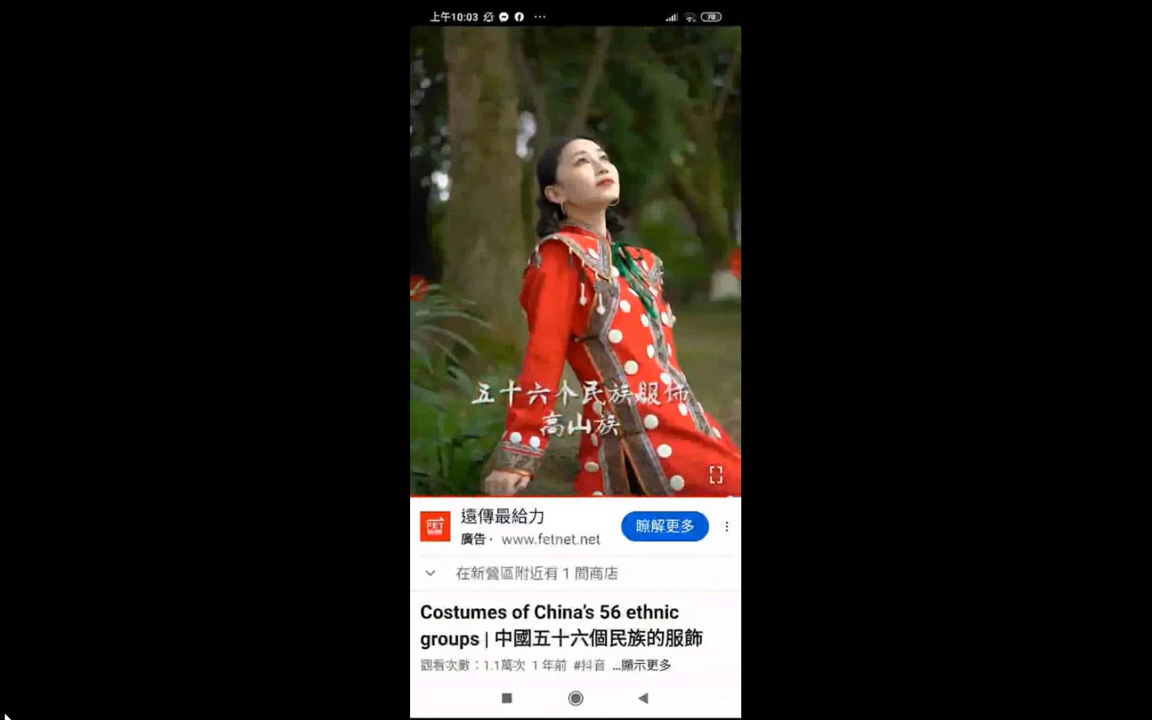 上午10:03
70
五十六个民族服饰
高山族
FET
遠傳最給力
瞭解更多
廣告· www.fetnet.net
在新營區附近有 1 間商店
Costumes of China's 56 ethnic
groups | 中國五十六個民族的服飾
觀看次數：1.1萬次 1 年前 #抖音 ...顯示更多